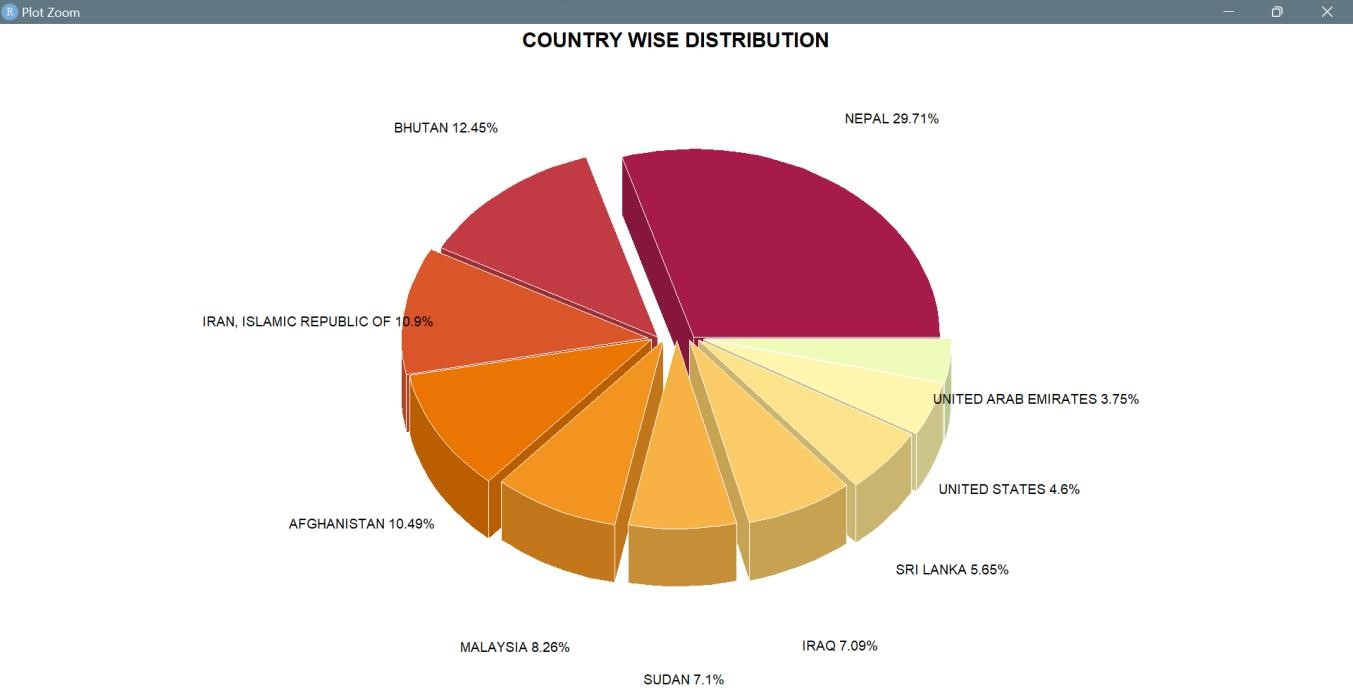 R Plot Zoom
COUNTRY WISE DISTRIBUTION
NEPAL 29.71%
BHUTAN 12.45%
IRAN, ISLAMIC REPUBLIC OF 10.9%
AFGHANISTAN 10.49%
MALAYSIA 8.26%
SUDAN 7.1%
IRAQ 7.09%
SRI LANKA 5.65%
UNITED STATES 4.6%
UNITED ARAB EMIRATES 3.75%